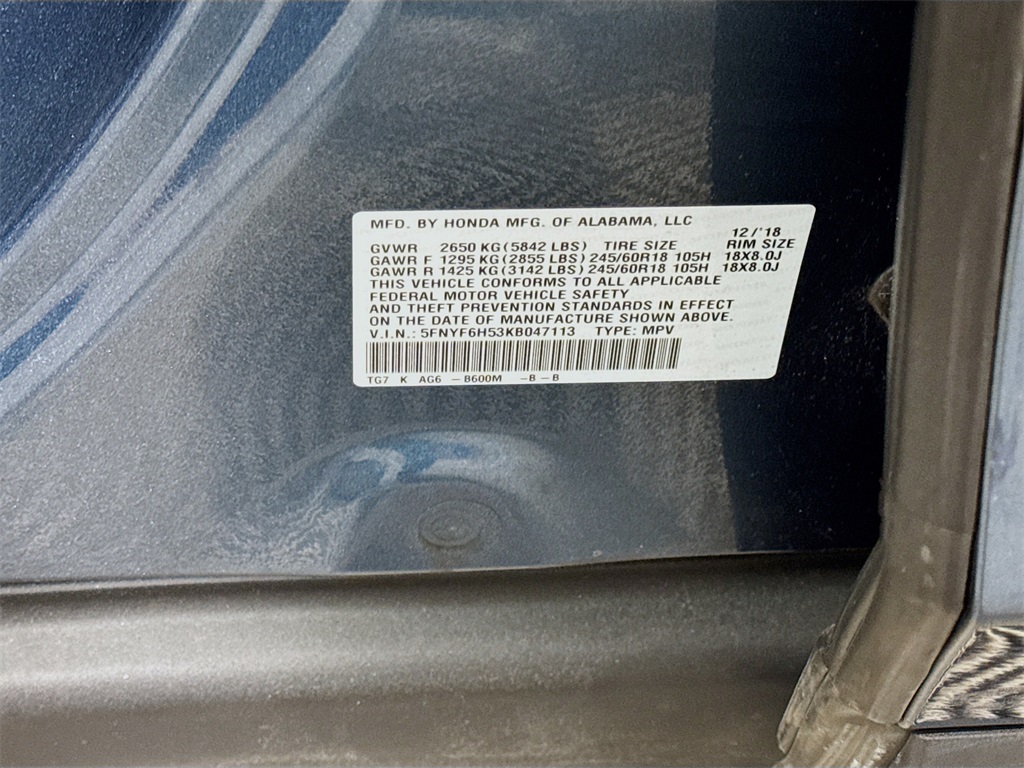 MFD. BY HONDA MFG. OF ALABAMA, LLC 12/'18
GVWR 2650 KG (5842 LBS) TIRE SIZE RIM SIZE
GAWR F 1295 KG (2855 LBS) 245/60R18 105H 18X8.0J
GAWR R 1425 KG (3142 LBS) 245/60R18 105H 18X8.0J
THIS VEHICLE CONFORMS TO ALL APPLICABLE
FEDERAL MOTOR VEHICLE SAFETY
AND THEFT PREVENTION STANDARDS IN EFFECT
ON THE DATE OF MANUFACTURE SHOWN ABOVE.
V.I.N.: 5FNYF6H53KB047113 TYPE: MPV
TG7 K AG6 -B600M -B-B